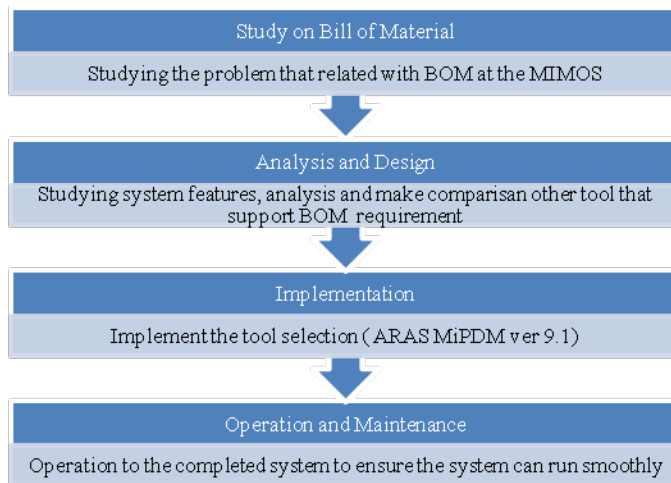 Study on Bill of Material
Studying the problem that related with BOM at the MIMOS
Analysis and Design
Studying system features, analysis and make comparisan other tool that
support BOM requirement
Implementation
Implement the tool selection ( ARAS MiPDM ver 9.1)
Operation and Maintenance
Operation to the completed system to ensure the system can run smoothly